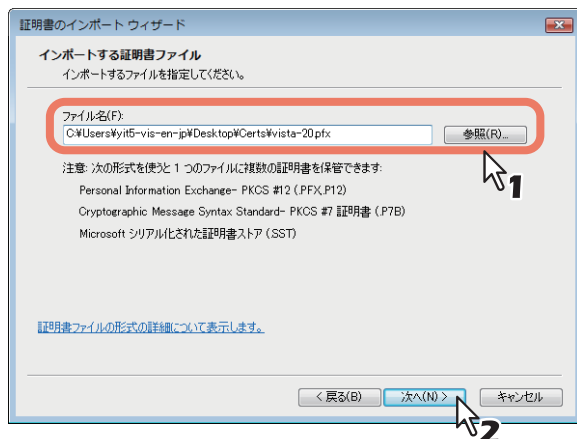 証明書のインポート ウィザード
インポートする証明書ファイル
インポートするファイルを指定してください。
ファイル名(F):
C:¥Users¥yit5-vis-en-jp¥Desktop¥Certs¥vista-20.pfx
参照(R)...
1
注意: 次の形式を使うと 1 つのファイルに複数の証明書を保管できます:
Personal Information Exchange- PKCS #12 (.PFX,.P12)
Cryptographic Message Syntax Standard- PKCS #7 証明書 (.P7B)
Microsoft シリアル化された証明書ストア (.SST)
証明書ファイルの形式の詳細について表示します。
< 戻る(B) 次へ(N) > キャンセル
2